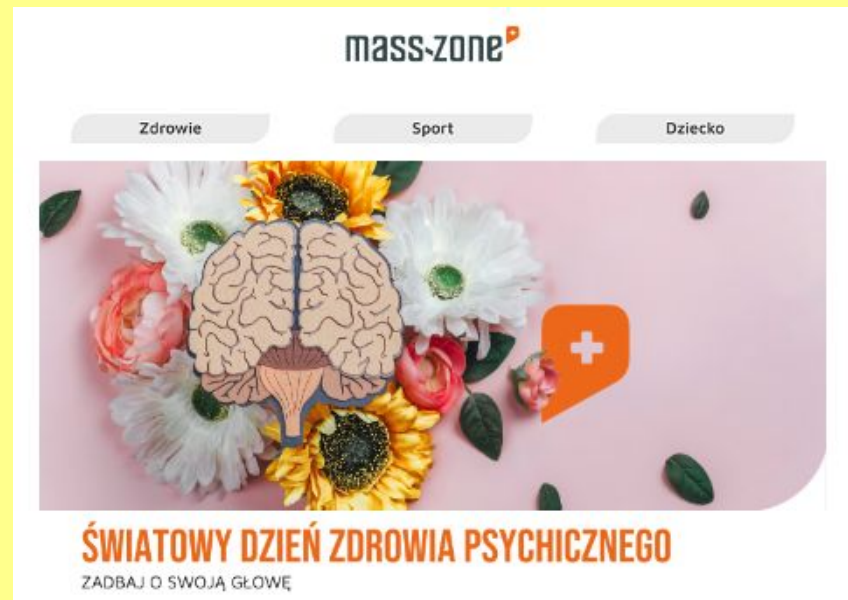 mass-zone
Zdrowie
Sport
Dziecko
ŚWIATOWY DZIEŃ ZDROWIA PSYCHICZNEGO
ZADBAJ O SWOJĄ GŁOWĘ